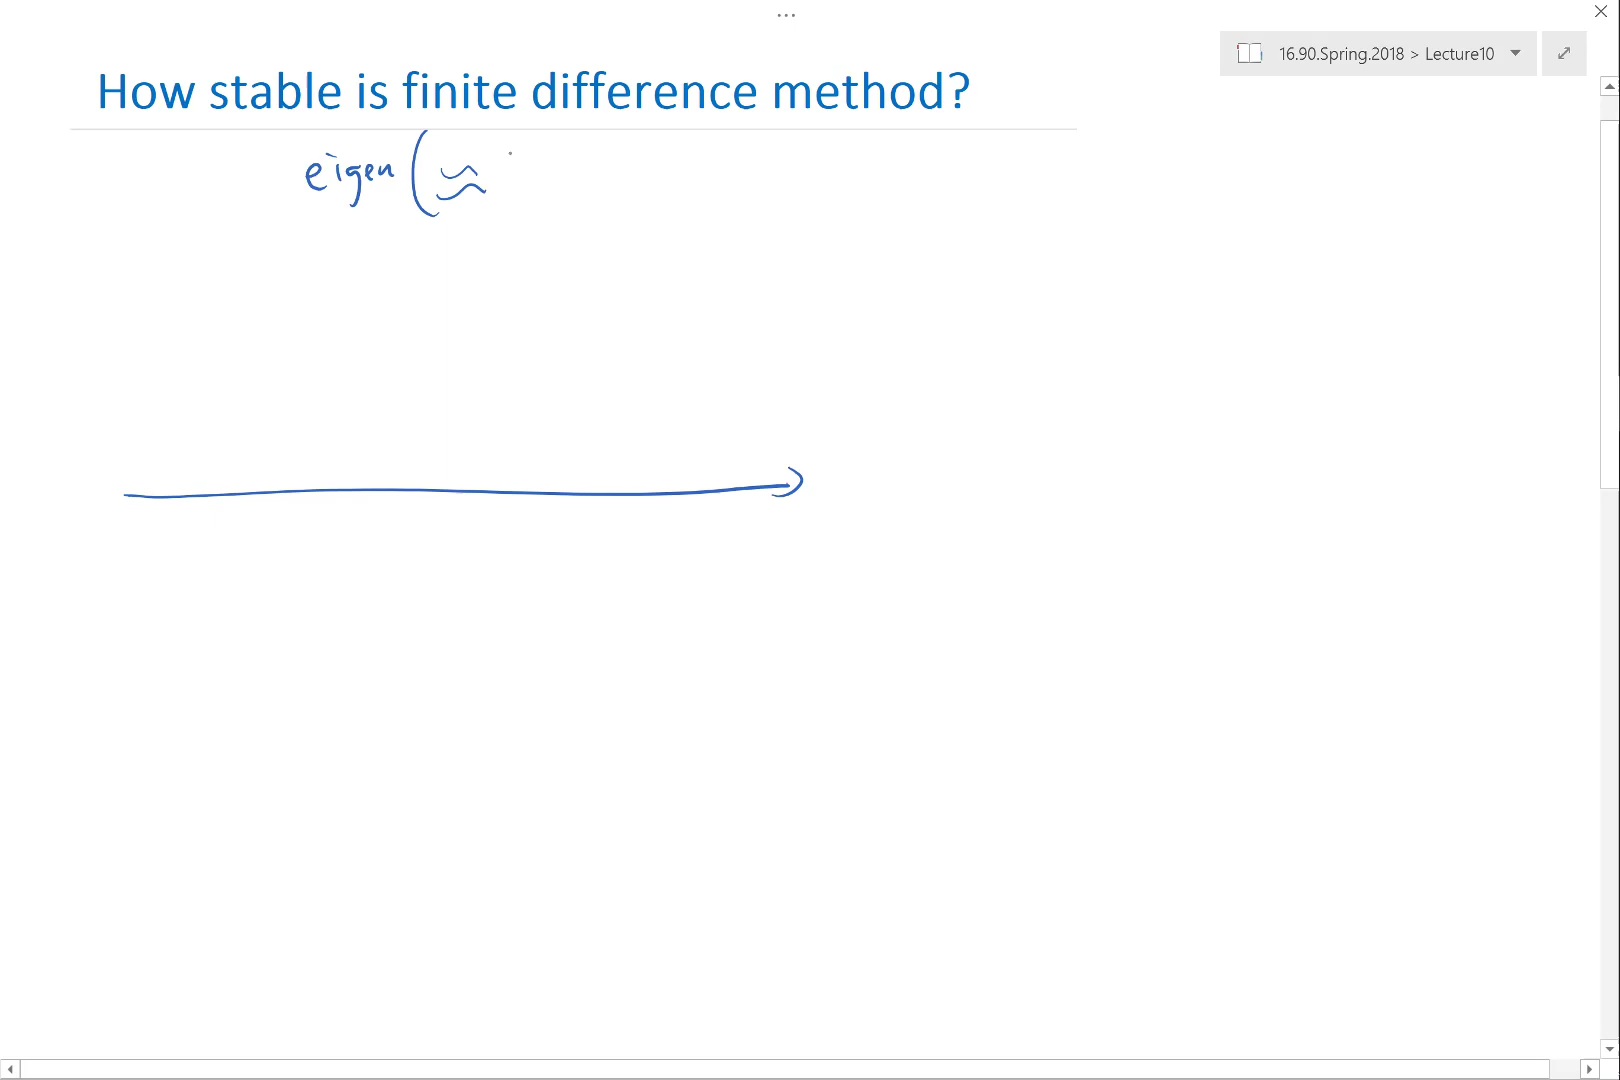 16.90.Spring.2018 > Lecture10
How stable is finite difference method?
eigen ( ≈